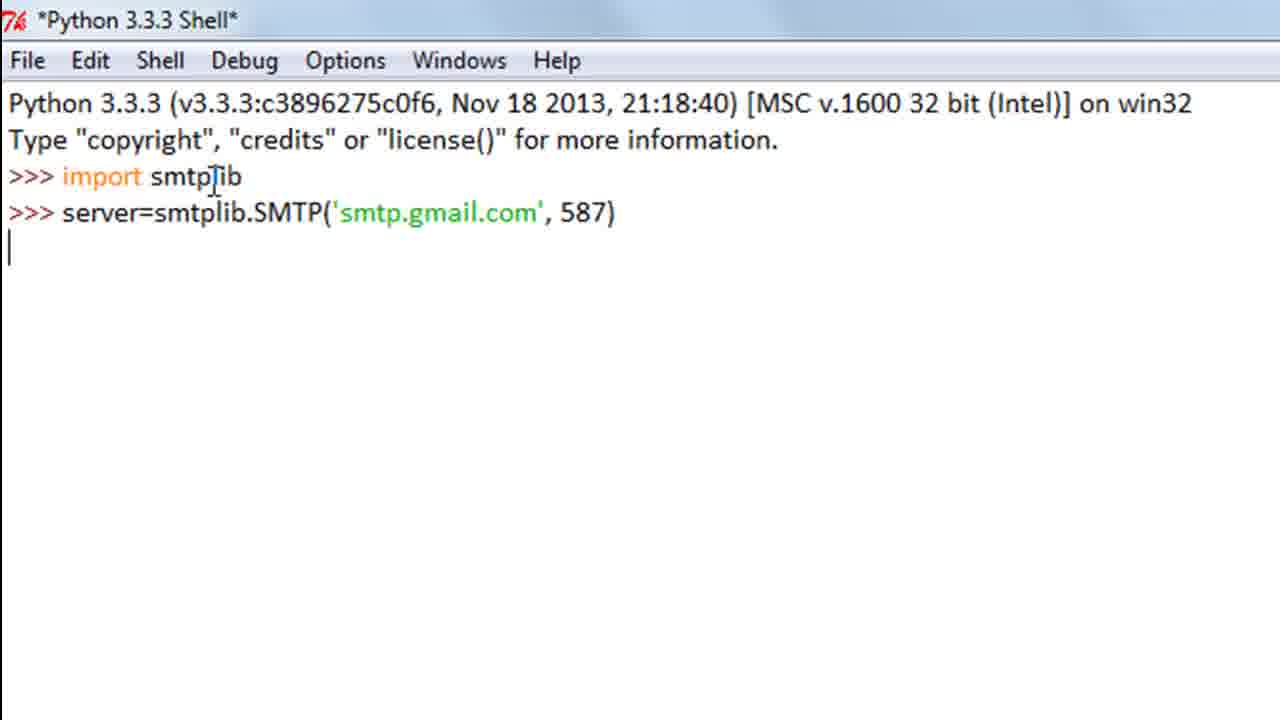 *Python 3.3.3 Shell*
File Edit Shell Debug Options Windows Help
Python 3.3.3 (v3.3.3:c3896275c0f6, Nov 18 2013, 21:18:40) [MSC v.1600 32 bit (Intel)] on win32
Type "copyright", "credits" or "license()" for more information.
>>> import smtplib
>>> server=smtplib.SMTP('smtp.gmail.com', 587)